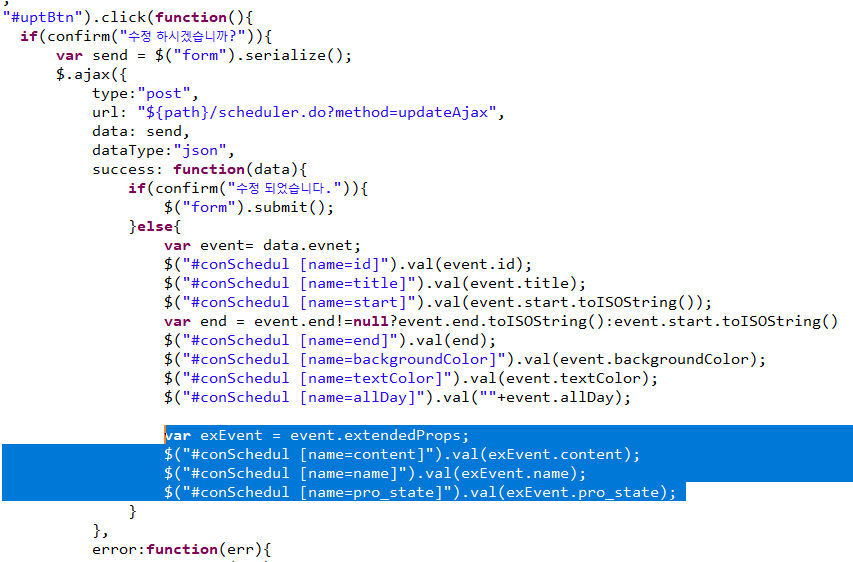 "#uptBtn").click(function(){
if(confirm("수정 하시겠습니까?")){
var send = $("form").serialize();
$.ajax({
type:"post",
url: "${path}/scheduler.do?method=updateAjax",
data: send,
dataType:"json",
success: function(data){
if(confirm("수정 되었습니다.")){
$("form").submit();
}else{
var event= data.evnet;
$("#conSchedul [name=id]").val(event.id);
$("#conSchedul [name=title]").val(event.title);
$("#conSchedul [name=start]").val(event.start.toISOString());
var end = event.end!=null?event.end.toISOString():event.start.toISOString()
$("#conSchedul [name=end]").val(end);
$("#conSchedul [name=backgroundColor]").val(event.backgroundColor);
$("#conSchedul [name=textColor]").val(event.textColor);
$("#conSchedul [name=allDay]").val(""+event.allDay);
var exEvent = event.extendedProps;
$("#conSchedul [name=content]").val(exEvent.content);
$("#conSchedul [name=name]").val(exEvent.name);
$("#conSchedul [name=pro_state]").val(exEvent.pro_state);
}
},
error:function(err){